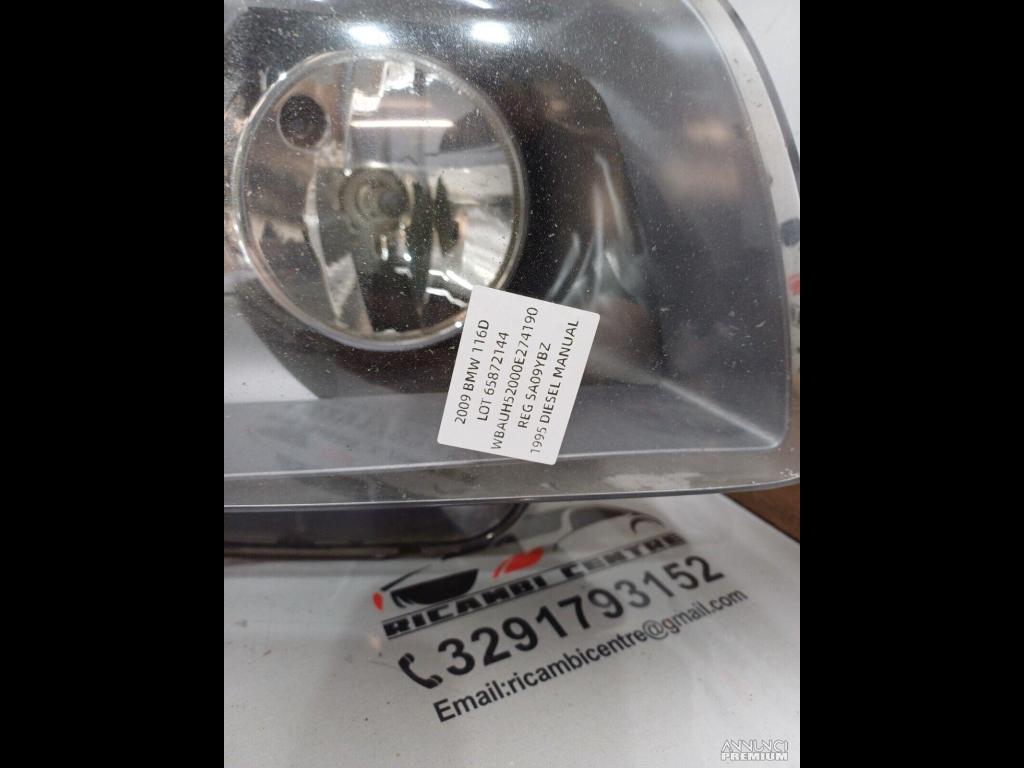 2009 BMW 116D
LOT 65872144
WBAUH52000E274190
REG SA09YBZ
1995 DIESEL MANUAL
RICAMBI CENTRE
3291793152
Email:ricambicentre@gmail.com
ANNUNCI
PREMIUM